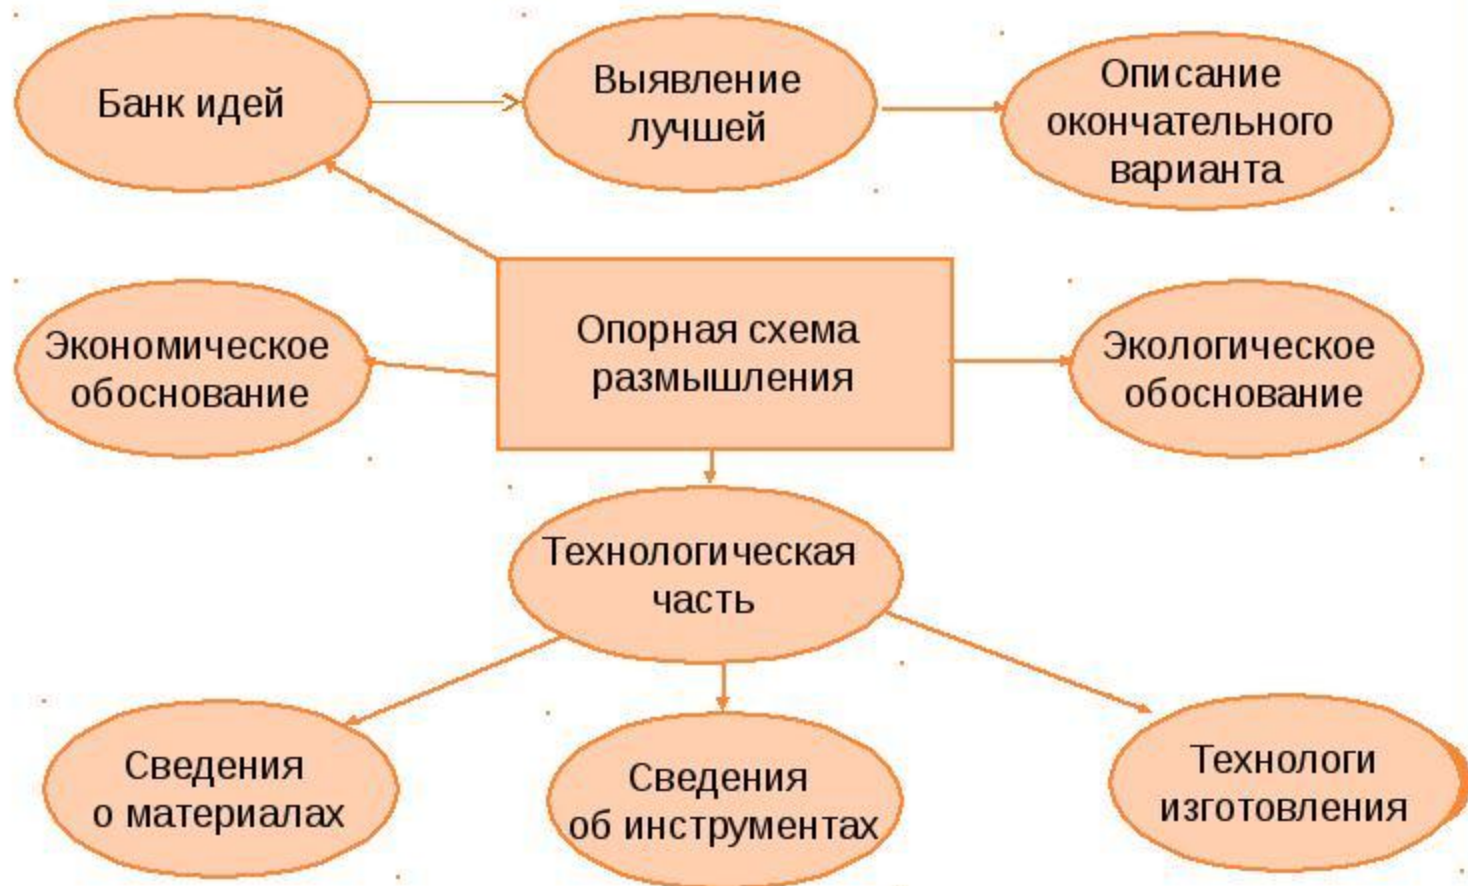 Банк идей
Выявление
лучшей
Описание
окончательного
варианта
Экономическое
обоснование
Опорная схема
размышления
Экологическое
обоснование
Технологическая
часть
Сведения
о материалах
Сведения
об инструментах
Технологи
изготовления